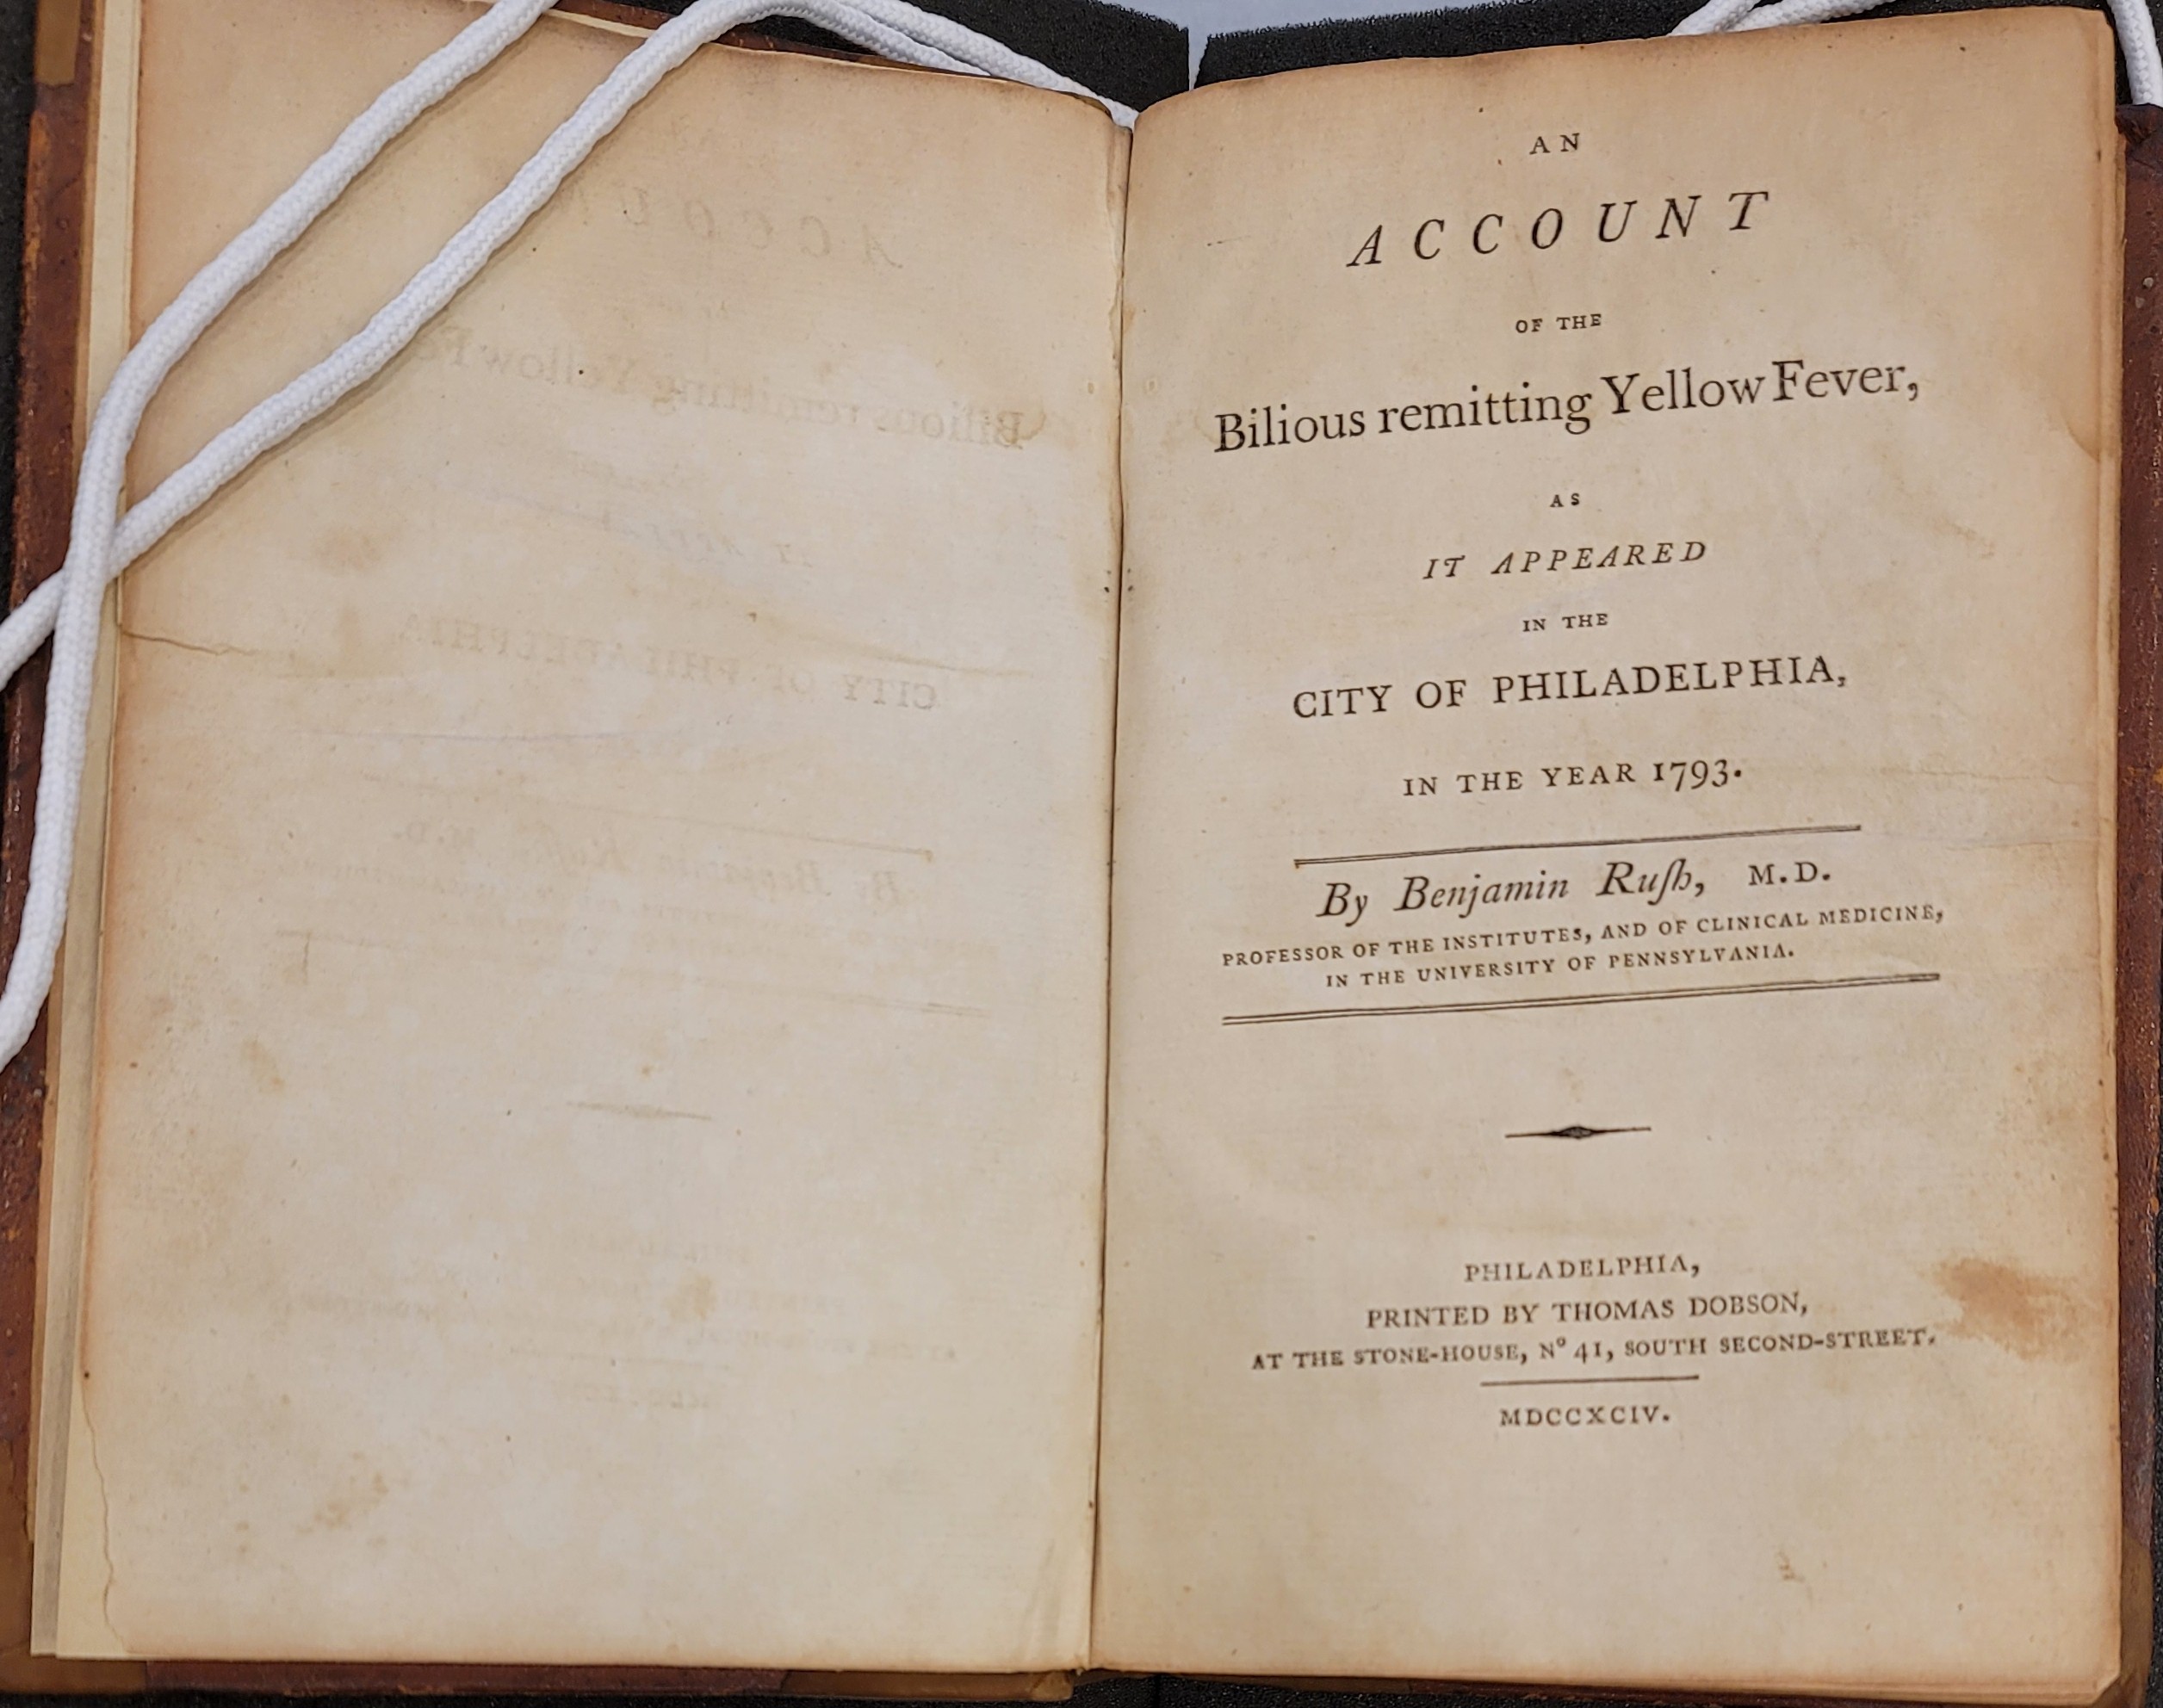 AN
ACCOUNT
OF THE
Bilious remitting Yellow Fever,
AS
IT APPEARED
IN THE
CITY OF PHILADELPHIA,
IN THE YEAR 1793.
By Benjamin Ruſh, M.D.
PROFESSOR OF THE INSTITUTES, AND OF CLINICAL MEDICINE,
IN THE UNIVERSITY OF PENNSYLVANIA.
PHILADELPHIA,
PRINTED BY THOMAS DOBSON,
AT THE STONE-HOUSE, Nº 41, SOUTH SECOND-STREET.
MDCCXCIV.